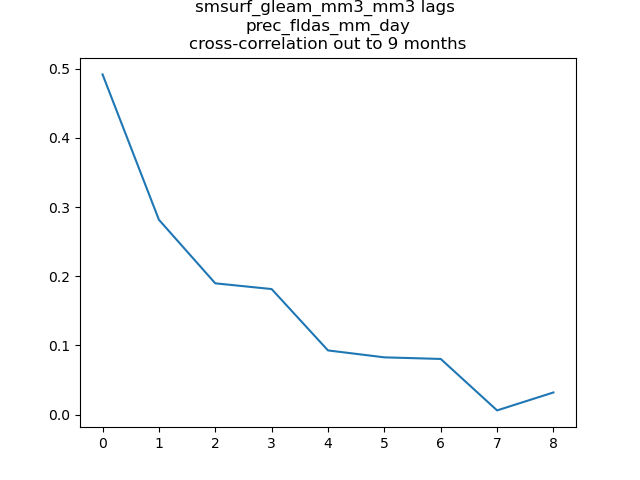 smsurf_gleam_mm3_mm3 lags
prec_fldas_mm_day
cross-correlation out to 9 months
0.5
0.4
0.3
0.2
0.1
0.0
0 1 2 3 4 5 6 7 8